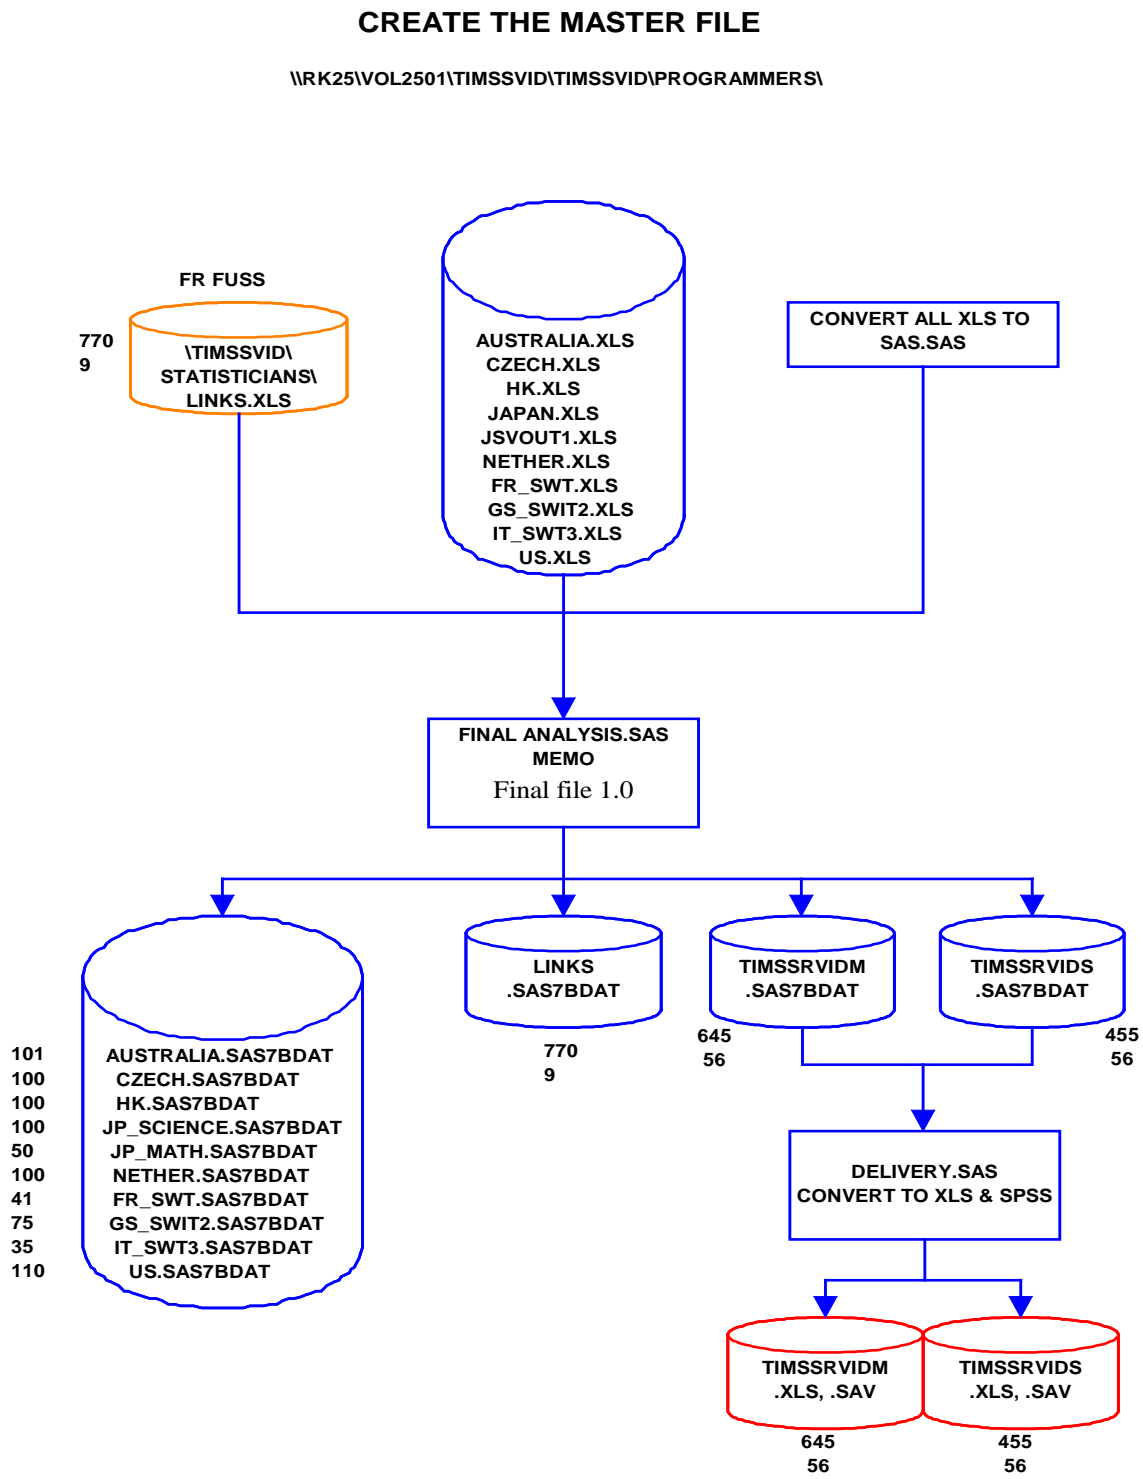 CREATE THE MASTER FILE
\\RK25\VOL2501\TIMSSVID\TIMSSVID\PROGRAMMERS\
FR FUSS
770
9
\TIMSSVID\
STATISTICIANS\
LINKS.XLS
AUSTRALIA.XLS
CZECH.XLS
HK.XLS
JAPAN.XLS
JSVOUT1.XLS
NETHER.XLS
FR_SWT.XLS
GS_SWIT2.XLS
IT_SWT3.XLS
US.XLS
CONVERT ALL XLS TO
SAS.SAS
FINAL ANALYSIS.SAS
MEMO
Final file 1.0
101 AUSTRALIA.SAS7BDAT
100 CZECH.SAS7BDAT
100 HK.SAS7BDAT
100 JP_SCIENCE.SAS7BDAT
50 JP_MATH.SAS7BDAT
100 NETHER.SAS7BDAT
41 FR_SWT.SAS7BDAT
75 GS_SWIT2.SAS7BDAT
35 IT_SWT3.SAS7BDAT
110 US.SAS7BDAT
LINKS
.SAS7BDAT
770
9
TIMSSRVIDM
.SAS7BDAT
645
56
TIMSSRVIDS
.SAS7BDAT
455
56
DELIVERY.SAS
CONVERT TO XLS & SPSS
TIMSSRVIDM
.XLS, .SAV
645
56
TIMSSRVIDS
.XLS, .SAV
455
56